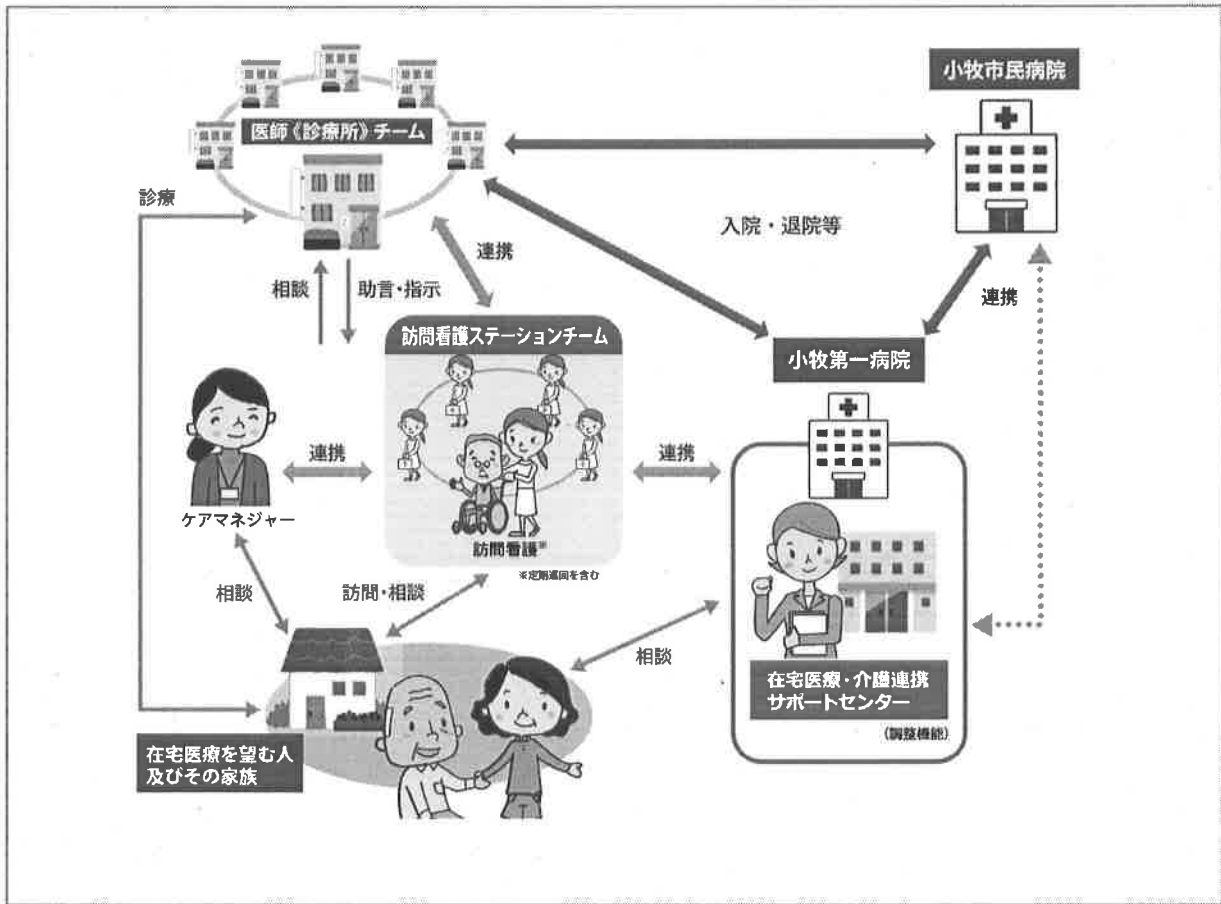 小牧市民病院
医師《診療所》チーム
診療
入院・退院等
連携
相談
助言・指示
連携
訪問看護ステーションチーム
小牧第一病院
連携
連携
ケアマネジャー
訪問看護※
※定期巡回を含む
相談
訪問・相談
相談
在宅医療・介護連携
サポートセンター
(調整機能)
在宅医療を望む人
及びその家族